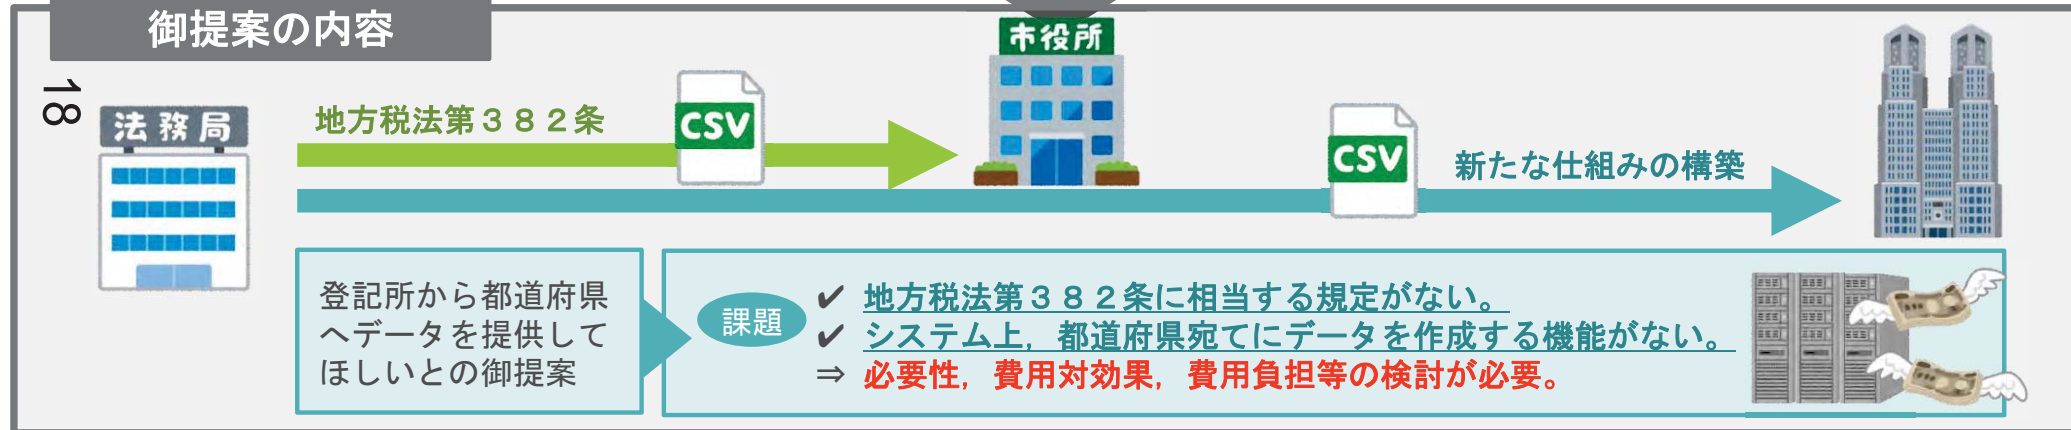 御提案の内容
18
法務局
地方税法第３８２条
CSV
市役所
CSV
新たな仕組みの構築
登記所から都道府県
へデータを提供して
ほしいとの御提案
課題
✔ 地方税法第３８２条に相当する規定がない。
✔ システム上，都道府県宛てにデータを作成する機能がない。
⇒ 必要性，費用対効果，費用負担等の検討が必要。